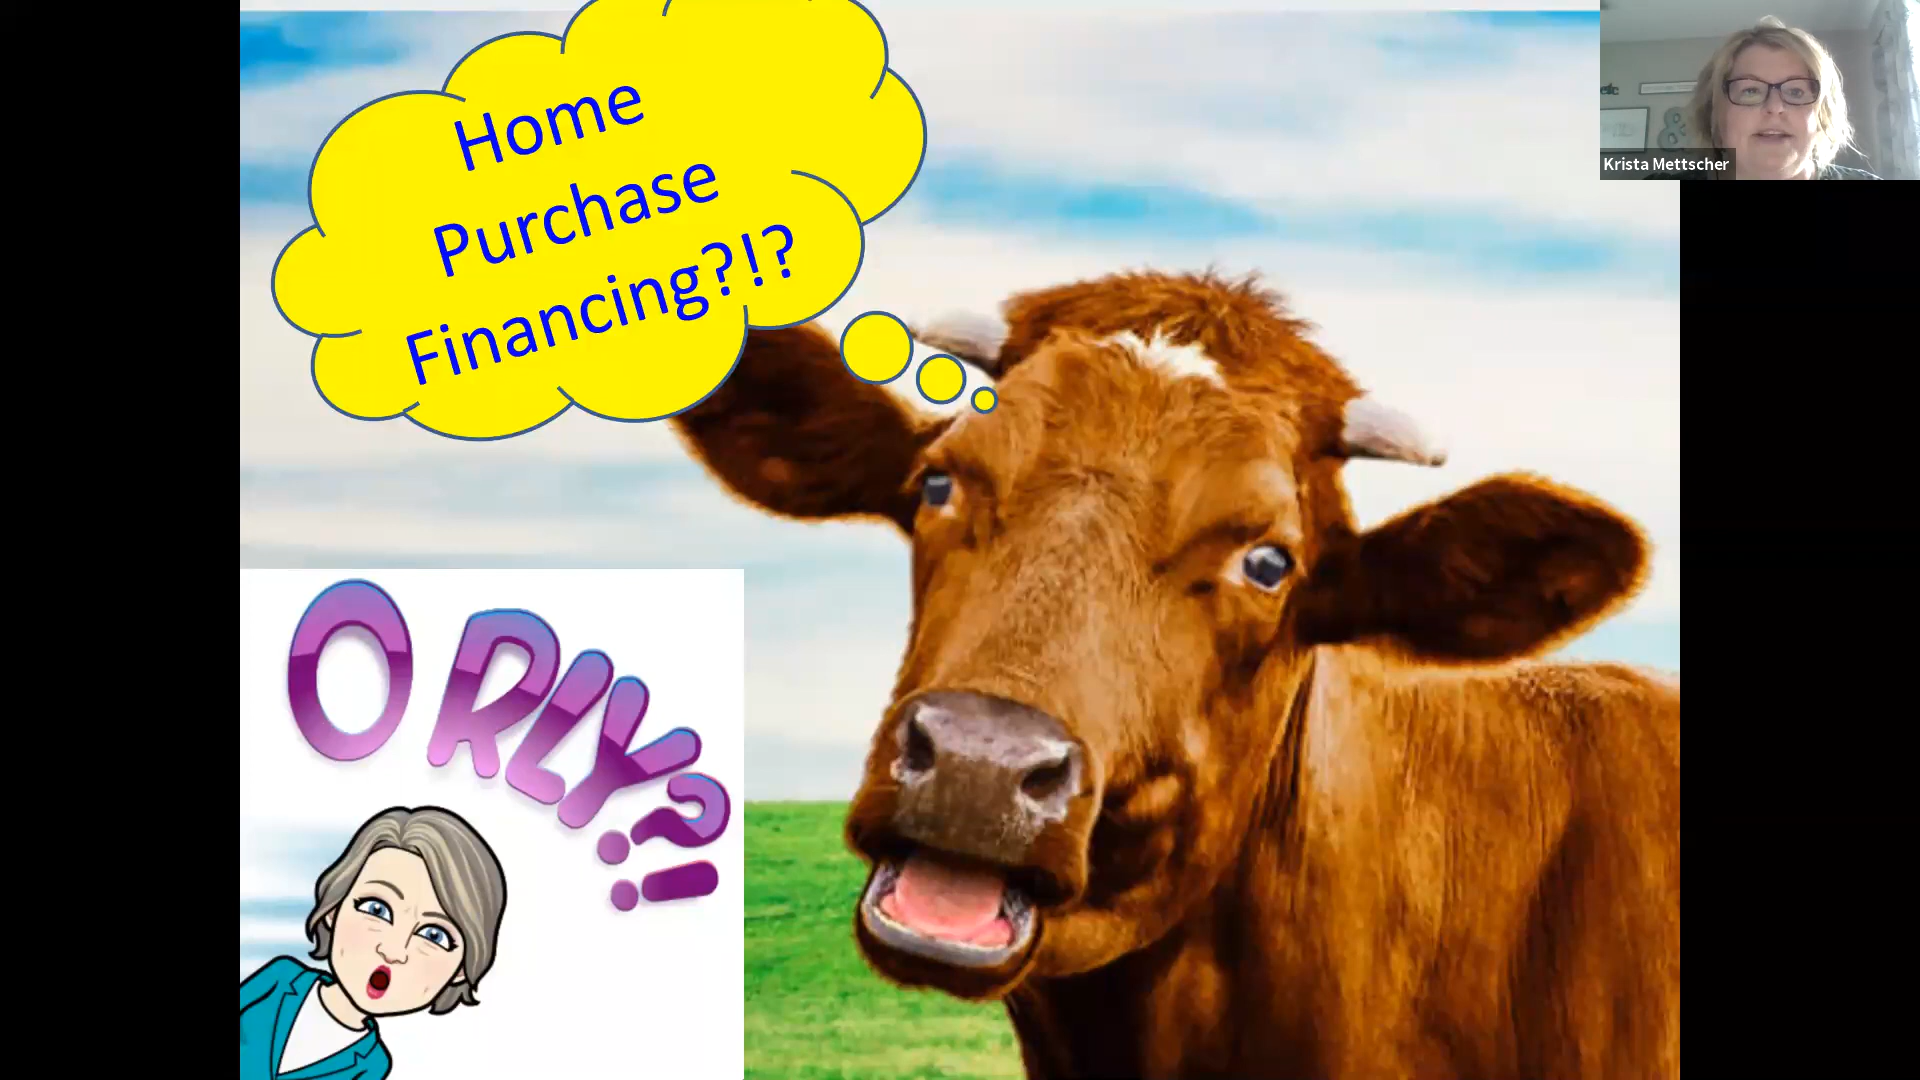 Home
Purchase
Financing?!?
Krista Mettscher
O RLY?!